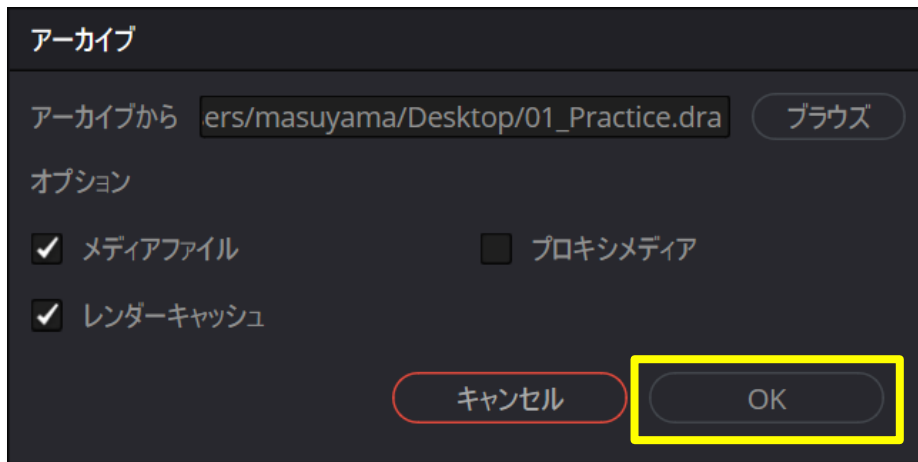 アーカイブ
アーカイブから ers/masuyama/Desktop/01_Practice.dra ブラウズ
オプション
メディアファイル プロキシメディア
レンダーキャッシュ
キャンセル OK